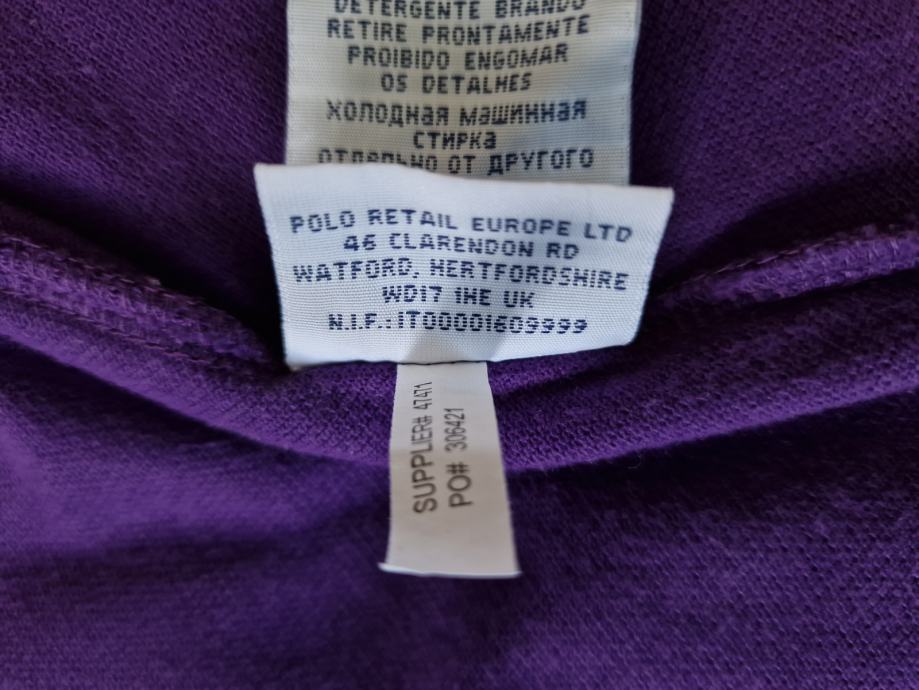 DETERGENTE BRANDO
RETIRE PRONTAMENTE
PROIBIDO ENGOMAR
OS DETALHES
ХОЛОДНАЯ МАШИННАЯ
СТИРКА
ОТДЕЛЬНО ОТ ДРУГОГО
POLO RETAIL EUROPE LTD
46 CLARENDON RD
WATFORD, HERTFORDSHIRE
WD17 1HE UK
N.I.F.: IT00001809999
SUPPLIER# 47471
PO# 306421